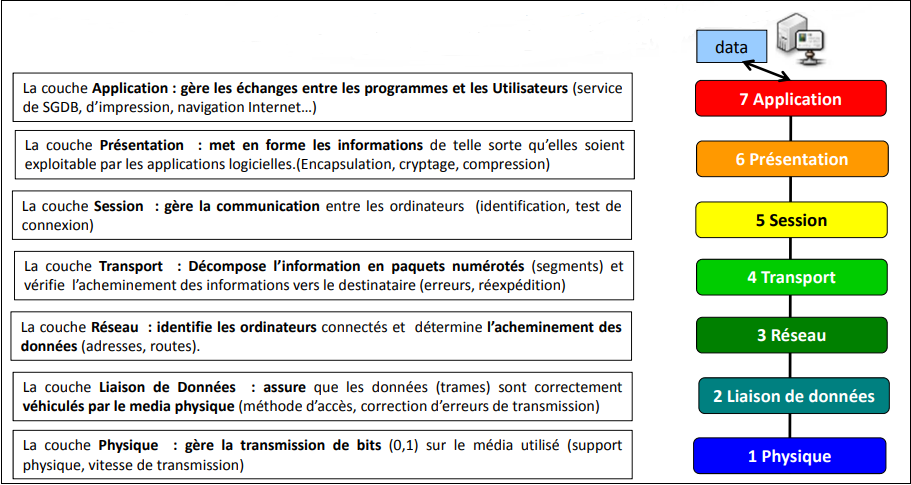 data
La couche Application : gère les échanges entre les programmes et les Utilisateurs (service
de SGDB, d’impression, navigation Internet…)
7 Application
La couche Présentation : met en forme les informations de telle sorte qu’elles soient
exploitable par les applications logicielles.(Encapsulation, cryptage, compression)
6 Présentation
La couche Session : gère la communication entre les ordinateurs (identification, test de
connexion)
5 Session
La couche Transport : Décompose l’information en paquets numérotés (segments) et
vérifie l’acheminement des informations vers le destinataire (erreurs, réexpédition)
4 Transport
La couche Réseau : identifie les ordinateurs connectés et détermine l’acheminement des
données (adresses, routes).
3 Réseau
La couche Liaison de Données : assure que les données (trames) sont correctement
véhiculés par le media physique (méthode d’accès, correction d’erreurs de transmission)
2 Liaison de données
La couche Physique : gère la transmission de bits (0,1) sur le média utilisé (support
physique, vitesse de transmission)
1 Physique